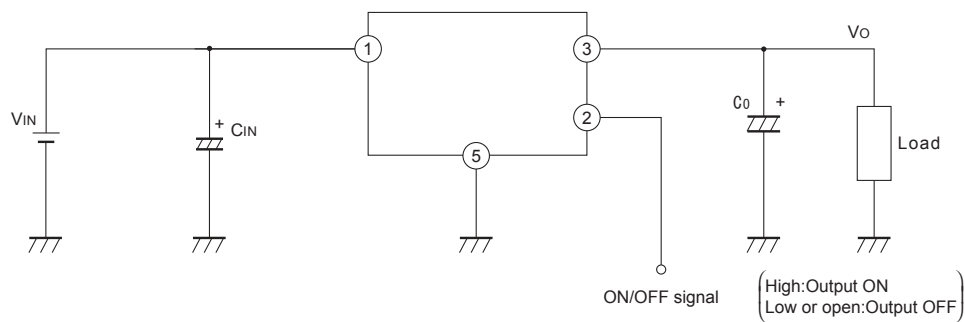 1
3
VO
VIN
+ CIN
2
C0 +
Load
5
ON/OFF signal
High:Output ON
Low or open:Output OFF